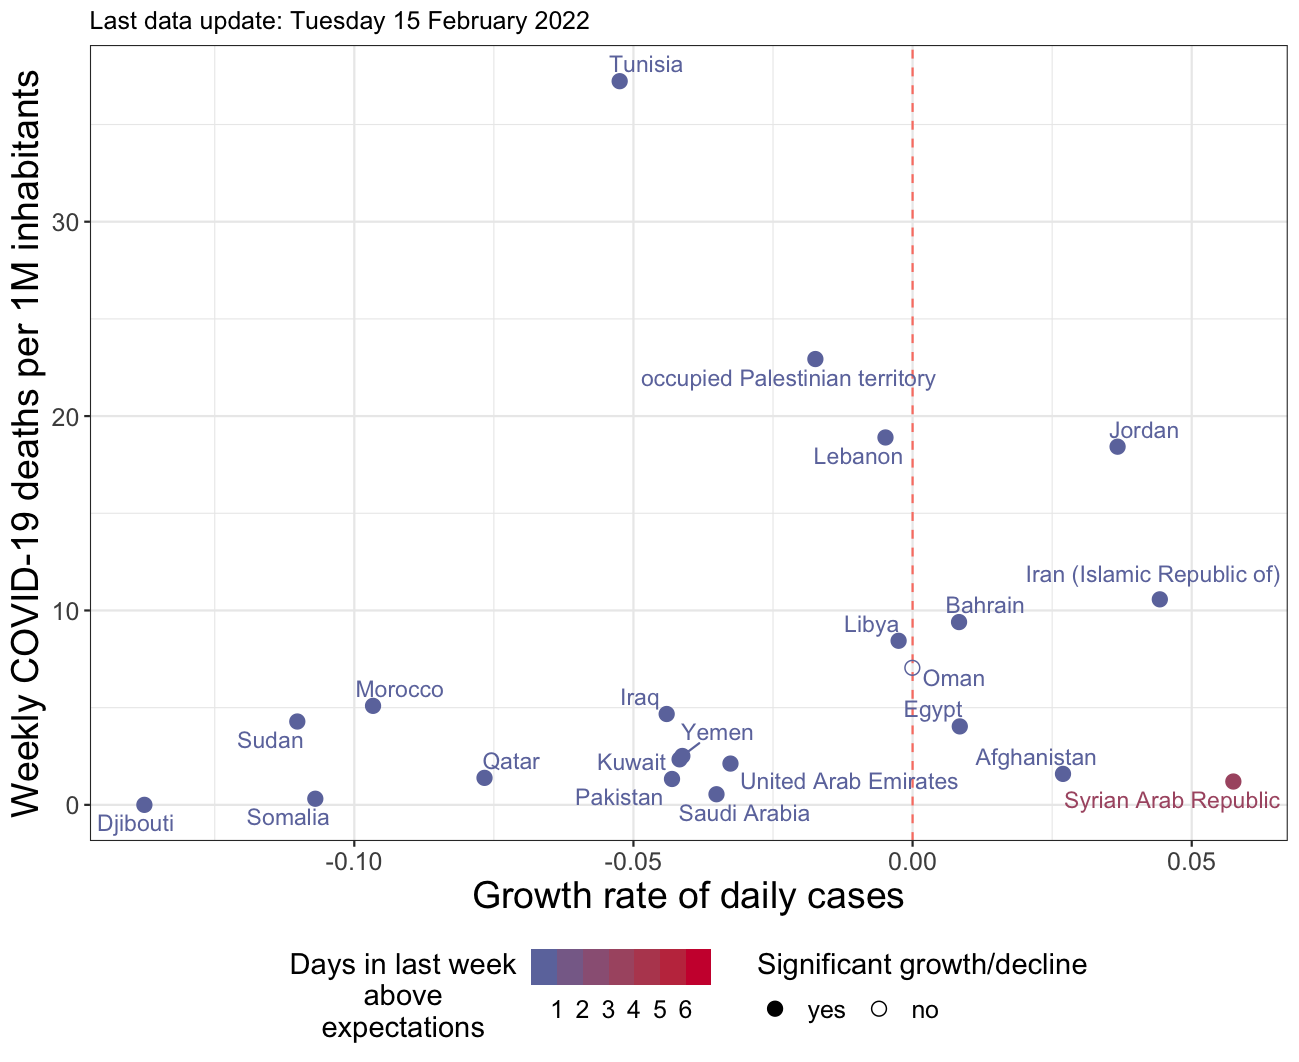 Last data update: Tuesday 15 February 2022
Weekly COVID-19 deaths per 1M inhabitants
30
20
10
0
Tunisia
occupied Palestinian territory
Lebanon
Jordan
Iran (Islamic Republic of)
Bahrain
Libya
Oman
Morocco
Iraq
Egypt
Sudan
Yemen
Qatar
Kuwait
Afghanistan
United Arab Emirates
Pakistan
Syrian Arab Republic
Saudi Arabia
Somalia
Djibouti
-0.10
-0.05
0.00
0.05
Growth rate of daily cases
Days in last week
above
expectations
1 2 3 4 5 6
Significant growth/decline
yes
no